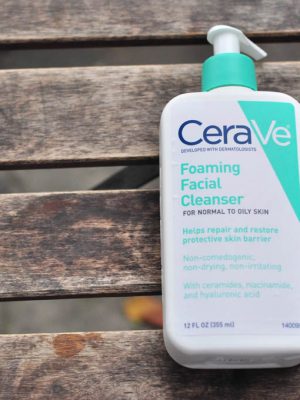 CeraVe
DEVELOPED WITH DERMATOLOGISTS
Foaming
Facial
Cleanser
FOR NORMAL TO OILY SKIN
Helps repair and restore
protective skin barrier
Non-comedogenic,
non-drying, non-irritating
With ceramides, niacinamide,
and hyaluronic acid
12 FL OZ (355 ml)